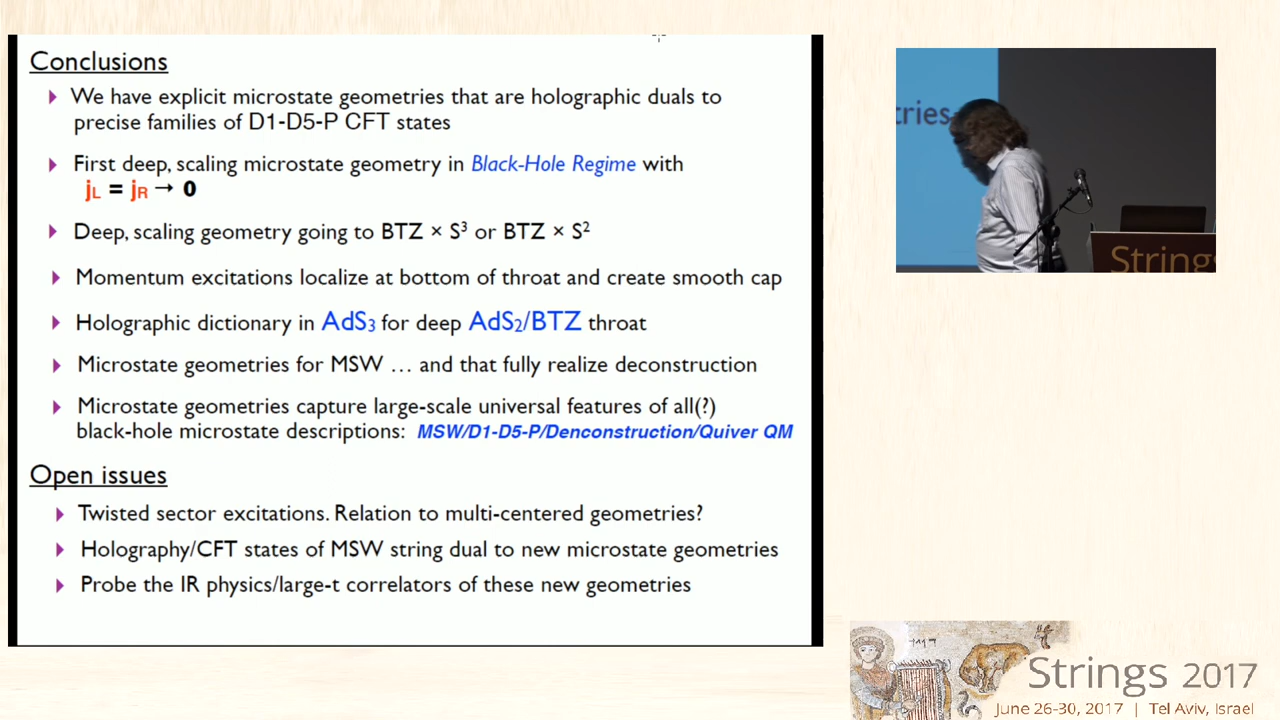 Conclusions
We have explicit microstate geometries that are holographic duals to
precise families of D1-D5-P CFT states
First deep, scaling microstate geometry in Black-Hole Regime with
jL = jR → 0
Deep, scaling geometry going to BTZ × S³ or BTZ × S²
Momentum excitations localize at bottom of throat and create smooth cap
Holographic dictionary in AdS₃ for deep AdS₂/BTZ throat
Microstate geometries for MSW … and that fully realize deconstruction
Microstate geometries capture large-scale universal features of all(?)
black-hole microstate descriptions: MSW/D1-D5-P/Denconstruction/Quiver QM
Open issues
Twisted sector excitations. Relation to multi-centered geometries?
Holography/CFT states of MSW string dual to new microstate geometries
Probe the IR physics/large-t correlators of these new geometries
tries
Strings
Strings 2017
June 26-30, 2017 | Tel Aviv, Israel